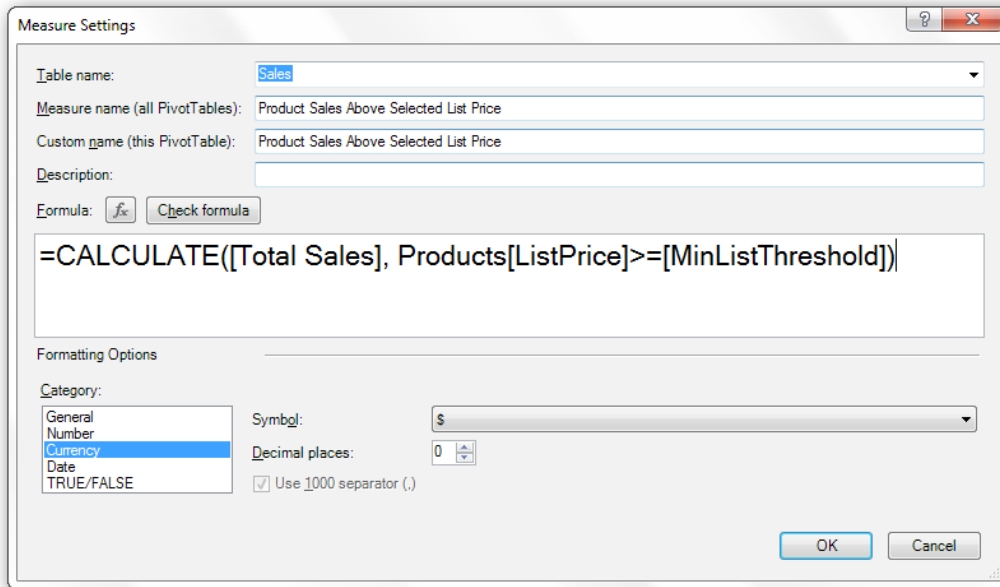 Measure Settings
?
X
Table name: Sales
Measure name (all PivotTables): Product Sales Above Selected List Price
Custom name (this PivotTable): Product Sales Above Selected List Price
Description:
Formula: fx Check formula
=CALCULATE([Total Sales], Products[ListPrice]>=[MinListThreshold])
Formatting Options
Category:
General
Number
Currency
Date
TRUE/FALSE
Symbol: $
Decimal places: 0
Use 1000 separator (,)
OK Cancel